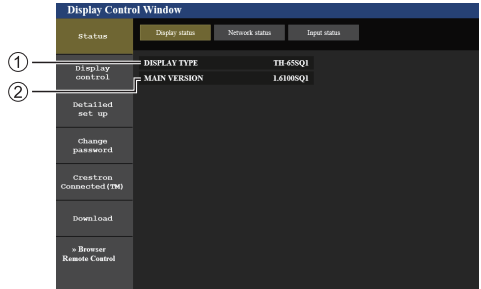 Display Control Window
Status
Display status
Network status
Input status
①
DISPLAY TYPE TH-65SQ1
②
MAIN VERSION 1.6100SQ1
Display
control
Detailed
set up
Change
password
Crestron
Connected(TM)
Download
» Browser
Remote Control